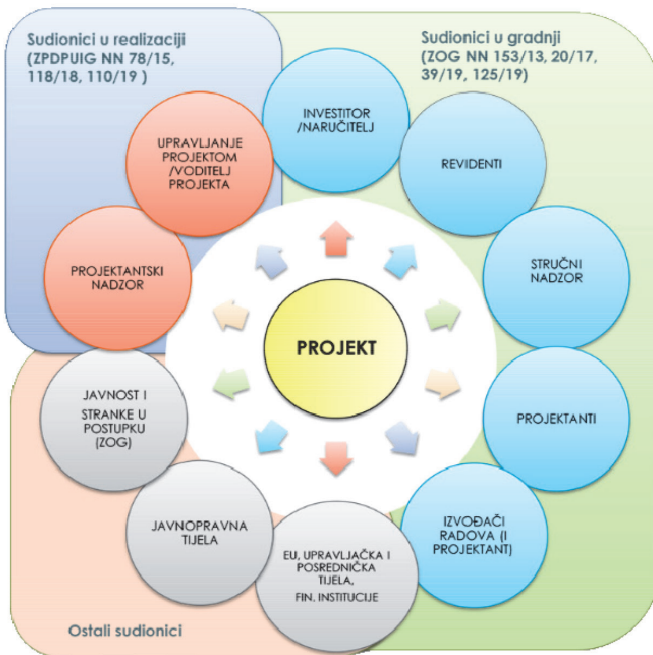 Sudionici u realizaciji
(ZPDPUIG NN 78/15,
118/18, 110/19 )
Sudionici u gradnji
(ZOG NN 153/13, 20/17,
39/19, 125/19)
INVESTITOR
/NARUČITELJ
REVIDENTI
STRUČNI
NADZOR
PROJEKTANTI
IZVOĐAČI
RADOVA (I
PROJEKTANT)
EU, UPRAVLJAČKA I
POSREDNIČKA
TIJELA,
FIN. INSTITUCIJE
JAVNOPRAVNA
TIJELA
JAVNOST I
STRANKE U
POSTUPKU
(ZOG)
PROJEKTANTSKI
NADZOR
UPRAVLJANJE
PROJEKTOM
/VODITELJ
PROJEKTA
PROJEKT
Ostali sudionici